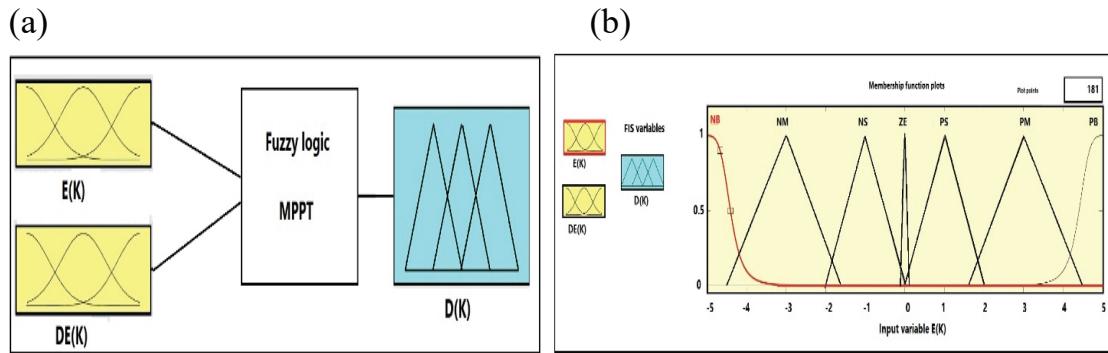 (a)
E(K)
DE(K)
Fuzzy logic
MPPT
D(K)
(b)
Membership function plots
Plot points
181
FIS variables
E(K)
D(K)
DE(K)
NB NM NS ZE PS PM PB
1
0.5
0
-5 -4 -3 -2 -1 0 1 2 3 4 5
Input variable E(K)